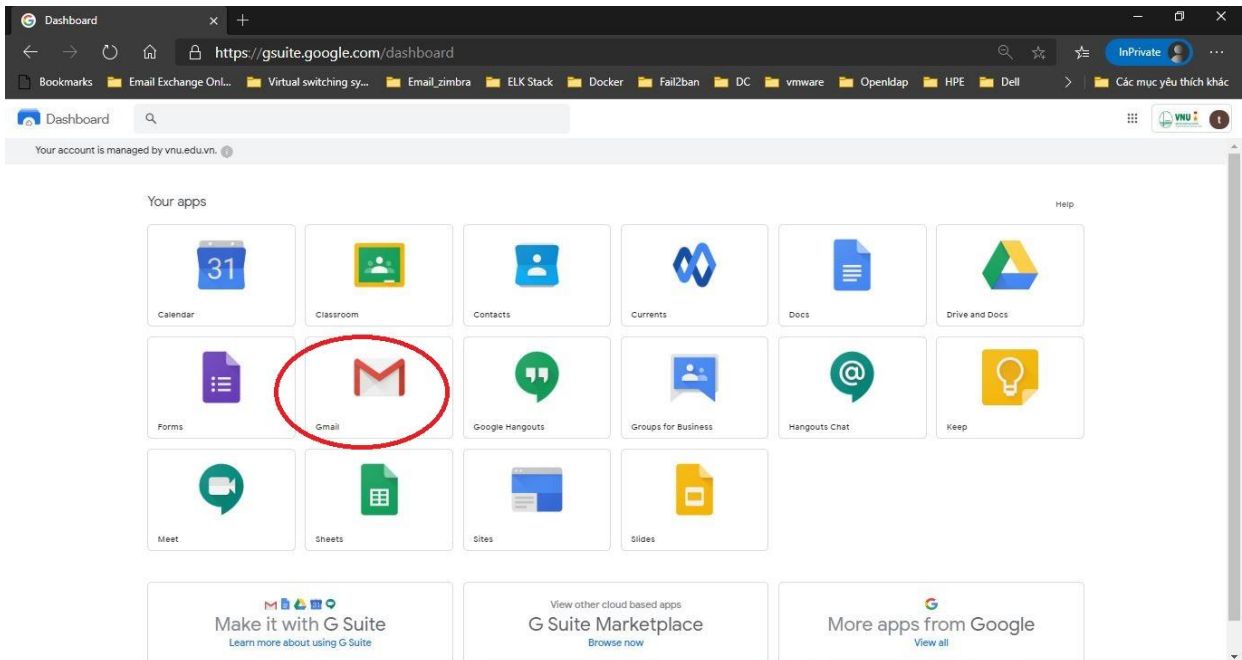 Dashboard
https://gsuite.google.com/dashboard
InPrivate
Bookmarks Email Exchange Onl... Virtual switching sy... Email_zimbra ELK Stack Docker Fail2ban DC vmware Openldap HPE Dell Các mục yêu thích khác
Dashboard
VNU
t
Your account is managed by vnu.edu.vn.
Your apps
Help
31
Calendar Classroom Contacts Currents Docs Drive and Docs
Forms Gmail Google Hangouts Groups for Business Hangouts Chat Keep
Meet Sheets Sites Slides
Make it with G Suite
Learn more about using G Suite
View other cloud based apps
G Suite Marketplace
Browse now
More apps from Google
View all